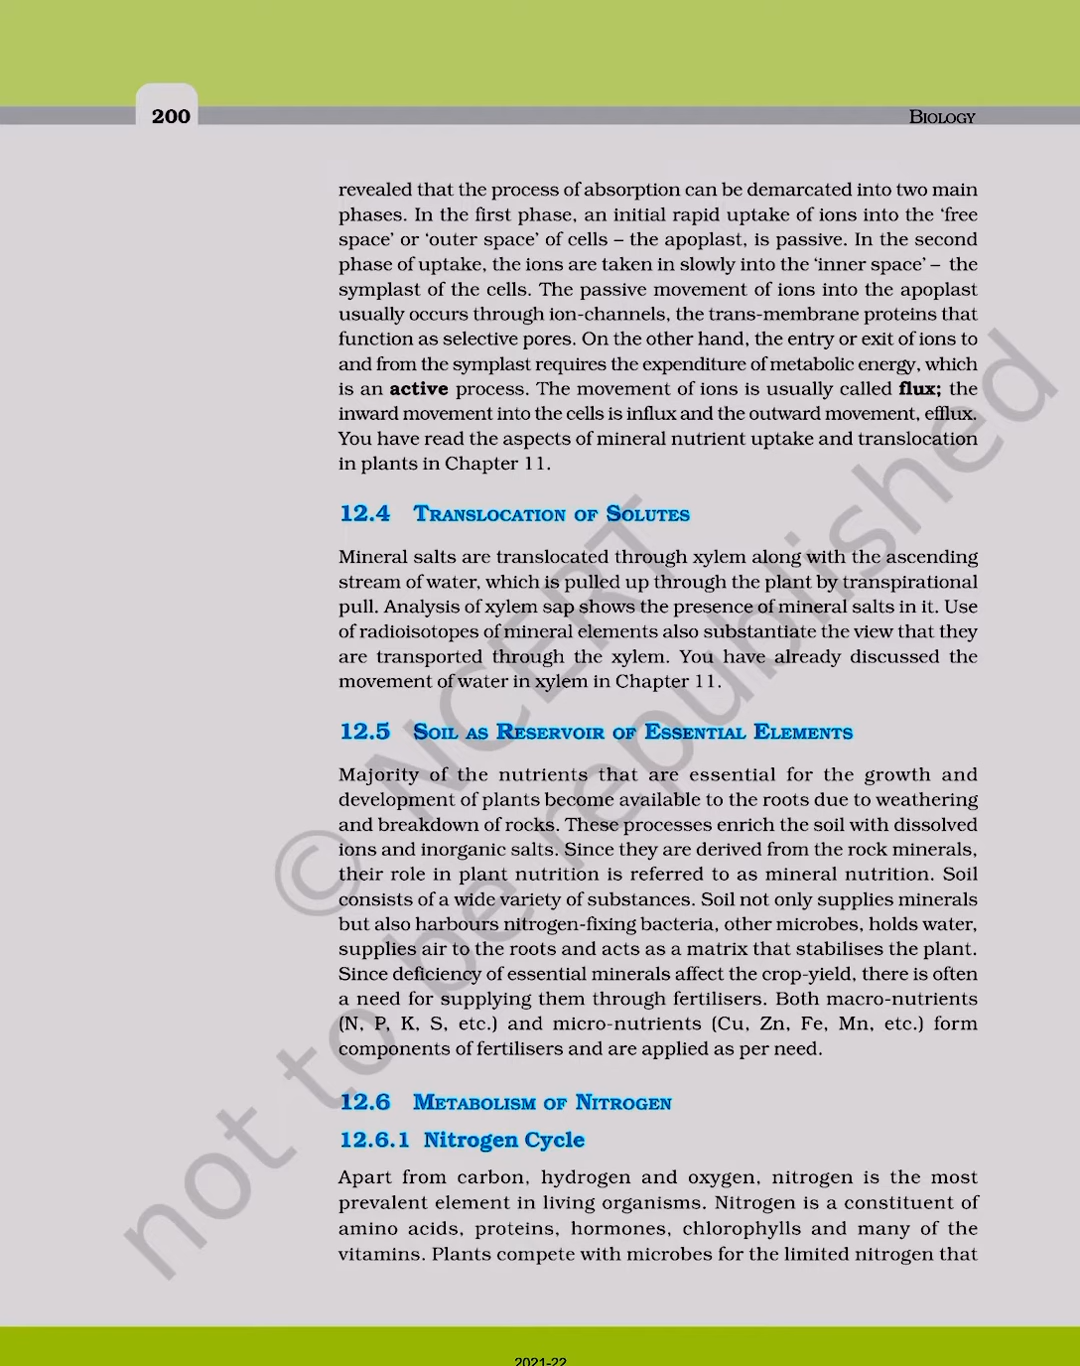 200
BIOLOGY
revealed that the process of absorption can be demarcated into two main
phases. In the first phase, an initial rapid uptake of ions into the ‘free
space’ or ‘outer space’ of cells – the apoplast, is passive. In the second
phase of uptake, the ions are taken in slowly into the ‘inner space’ – the
symplast of the cells. The passive movement of ions into the apoplast
usually occurs through ion-channels, the trans-membrane proteins that
function as selective pores. On the other hand, the entry or exit of ions to
and from the symplast requires the expenditure of metabolic energy, which
is an active process. The movement of ions is usually called flux; the
inward movement into the cells is influx and the outward movement, efflux.
You have read the aspects of mineral nutrient uptake and translocation
in plants in Chapter 11.
12.4 TRANSLOCATION OF SOLUTES
Mineral salts are translocated through xylem along with the ascending
stream of water, which is pulled up through the plant by transpirational
pull. Analysis of xylem sap shows the presence of mineral salts in it. Use
of radioisotopes of mineral elements also substantiate the view that they
are transported through the xylem. You have already discussed the
movement of water in xylem in Chapter 11.
12.5 SOIL AS RESERVOIR OF ESSENTIAL ELEMENTS
Majority of the nutrients that are essential for the growth and
development of plants become available to the roots due to weathering
and breakdown of rocks. These processes enrich the soil with dissolved
ions and inorganic salts. Since they are derived from the rock minerals,
their role in plant nutrition is referred to as mineral nutrition. Soil
consists of a wide variety of substances. Soil not only supplies minerals
but also harbours nitrogen-fixing bacteria, other microbes, holds water,
supplies air to the roots and acts as a matrix that stabilises the plant.
Since deficiency of essential minerals affect the crop-yield, there is often
a need for supplying them through fertilisers. Both macro-nutrients
(N, P, K, S, etc.) and micro-nutrients (Cu, Zn, Fe, Mn, etc.) form
components of fertilisers and are applied as per need.
12.6 METABOLISM OF NITROGEN
12.6.1 Nitrogen Cycle
Apart from carbon, hydrogen and oxygen, nitrogen is the most
prevalent element in living organisms. Nitrogen is a constituent of
amino acids, proteins, hormones, chlorophylls and many of the
vitamins. Plants compete with microbes for the limited nitrogen that
© NCERT
not to be republished
2021-22